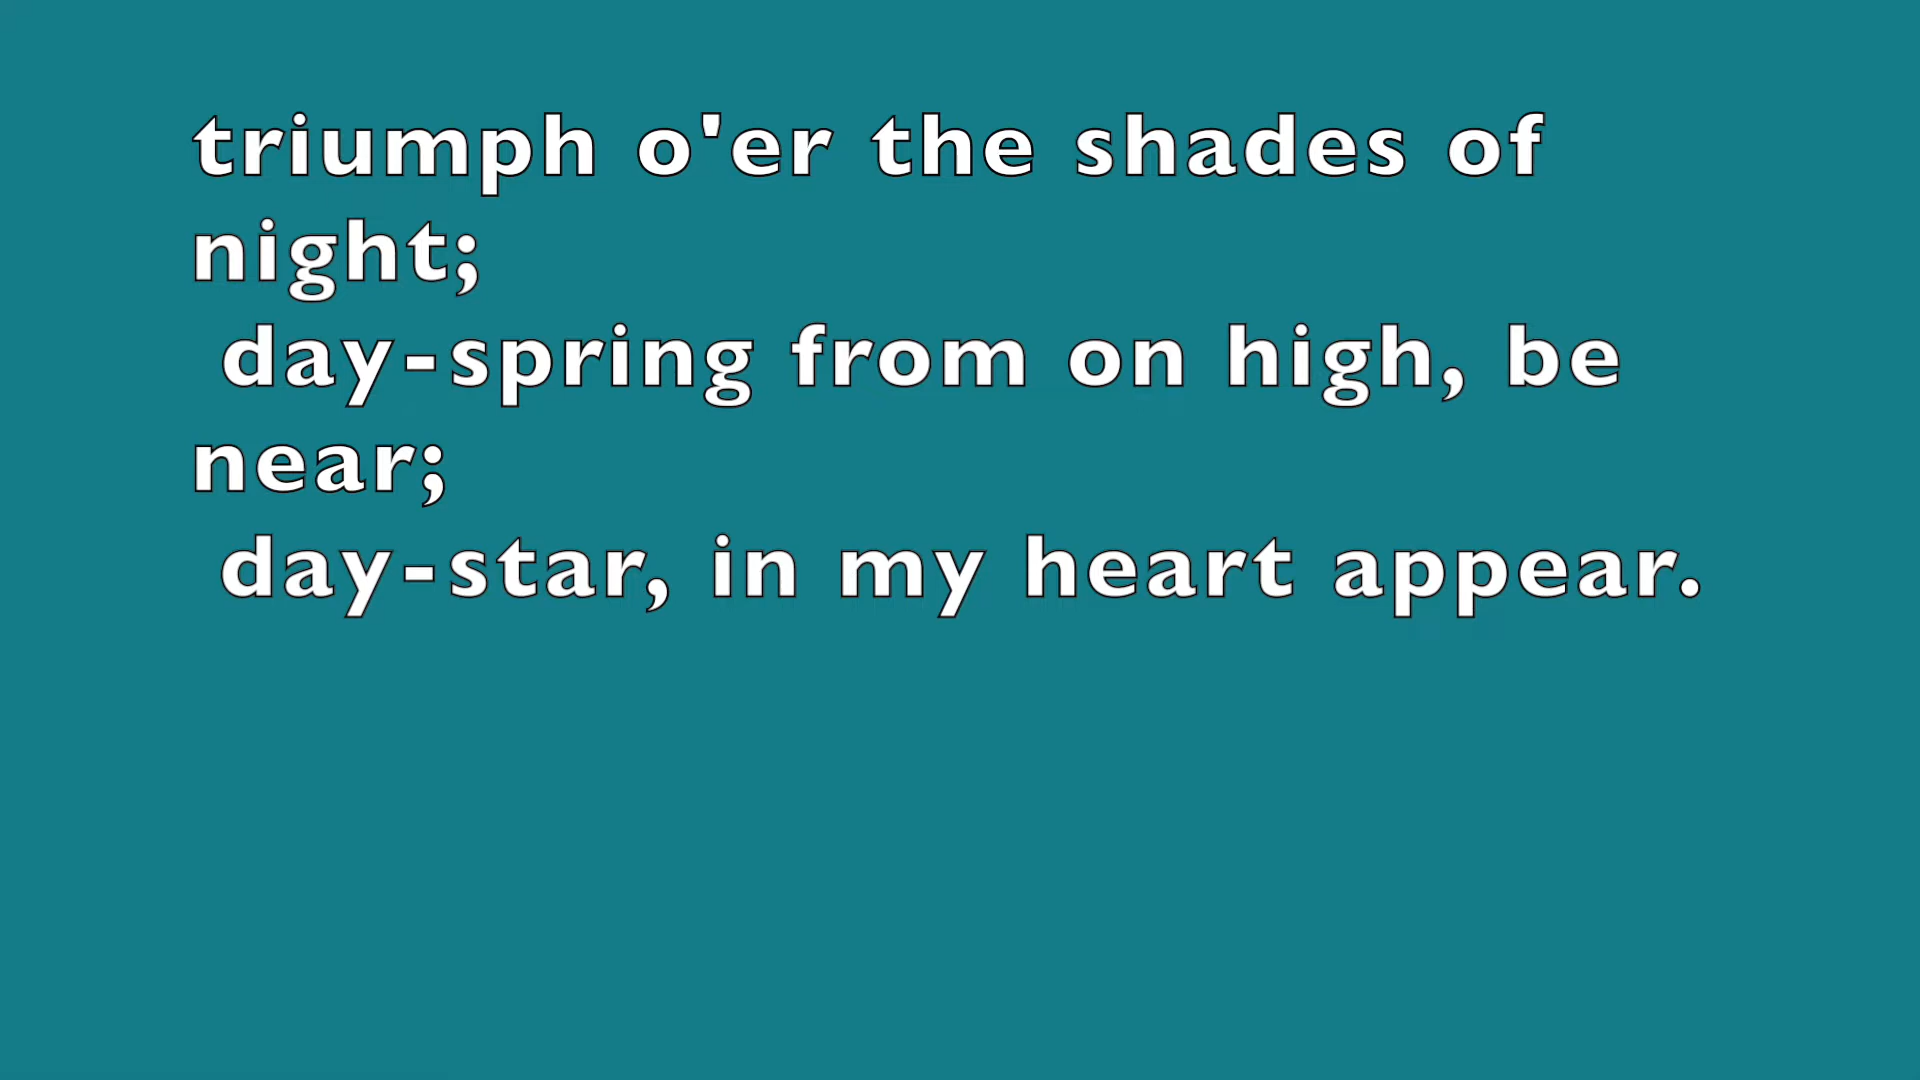 triumph o'er the shades of
night;
day-spring from on high, be
near;
day-star, in my heart appear.